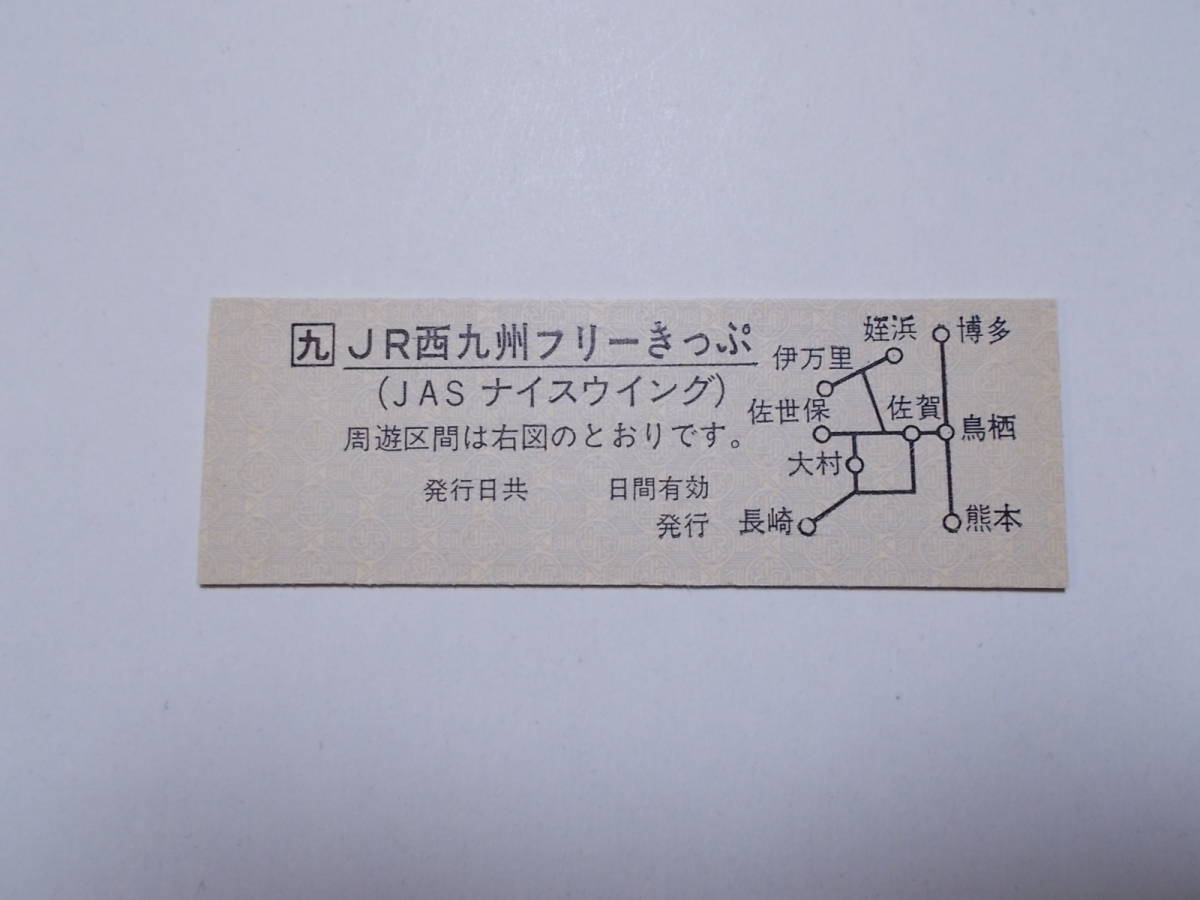 九 JR西九州フリーきっぷ
(JAS ナイスウイング)
周遊区間は右図のとおりです。
発行日共 日間有効
発行
姪浜
博多
伊万里
佐世保
佐賀
鳥栖
大村
長崎
熊本